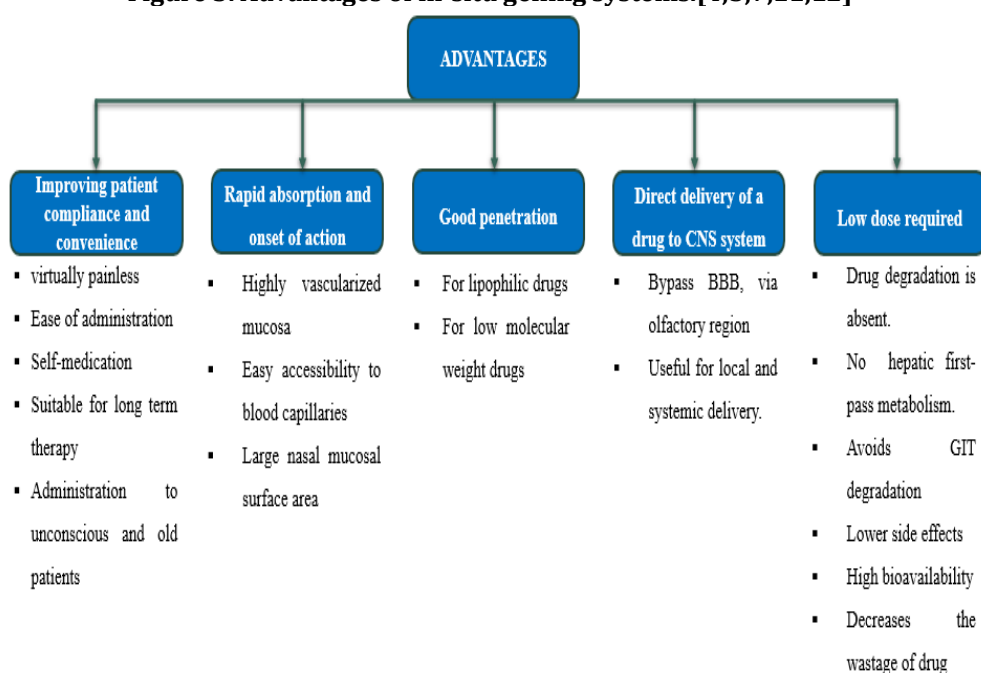 ADVANTAGES
Improving patient
compliance and
convenience
▪ virtually painless
▪ Ease of administration
▪ Self-medication
▪ Suitable for long term
therapy
▪ Administration to
unconscious and old
patients
Rapid absorption and
onset of action
▪ Highly vascularized
mucosa
▪ Easy accessibility to
blood capillaries
▪ Large nasal mucosal
surface area
Good penetration
▪ For lipophilic drugs
▪ For low molecular
weight drugs
Direct delivery of a
drug to CNS system
▪ Bypass BBB, via
olfactory region
▪ Useful for local and
systemic delivery.
Low dose required
▪ Drug degradation is
absent.
▪ No hepatic first-
pass metabolism.
▪ Avoids GIT
degradation
▪ Lower side effects
▪ High bioavailability
▪ Decreases the
wastage of drug